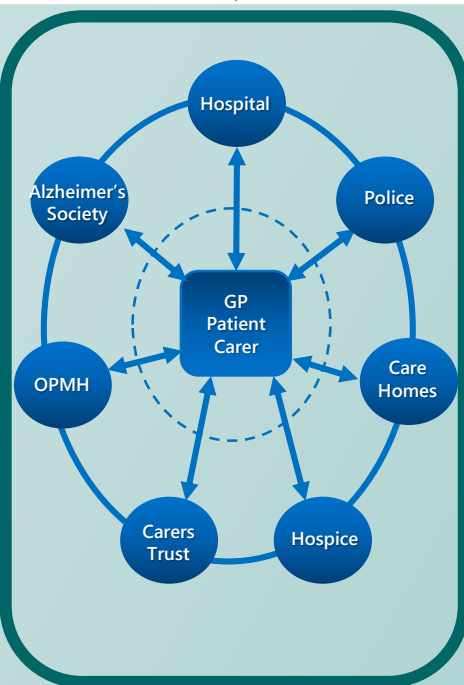 Hospital
Alzheimer's
Society
Police
GP
Patient
Carer
OPMH
Care
Homes
Carers
Trust
Hospice